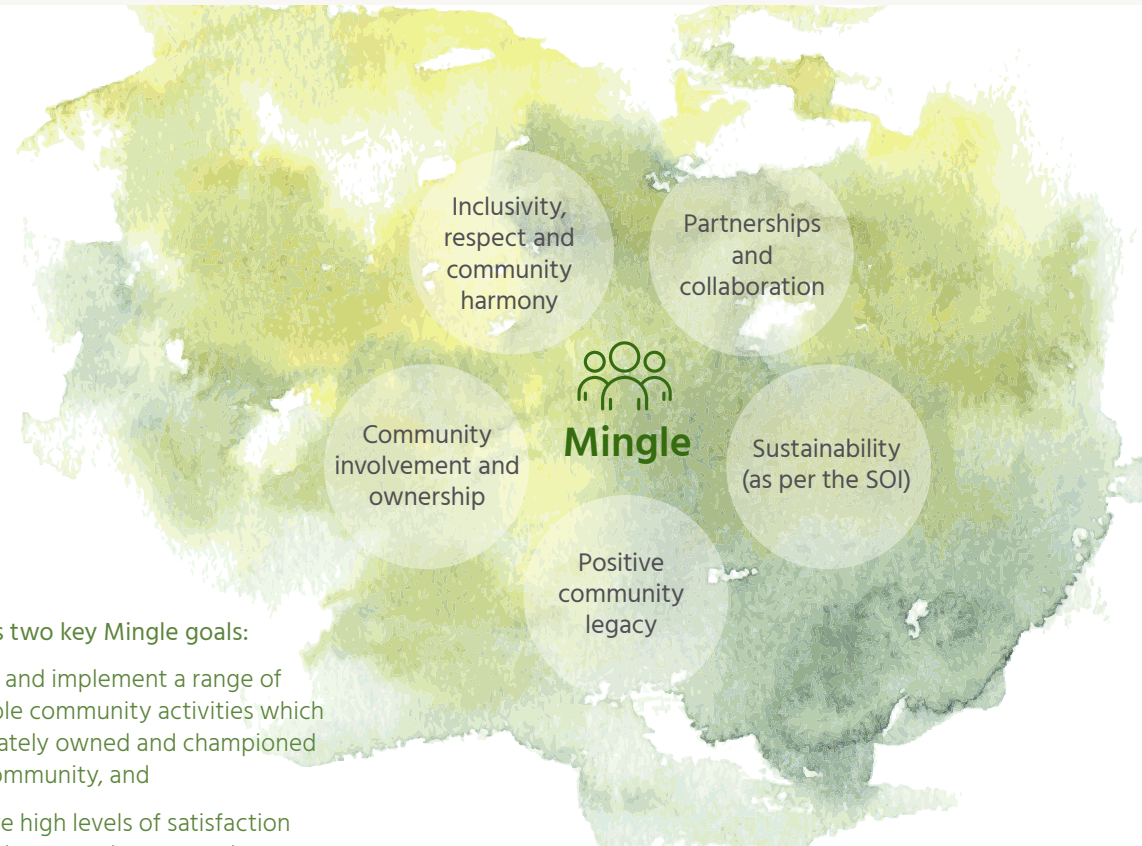 Inclusivity,
respect and
community
harmony
Partnerships
and
collaboration
Mingle
Community
involvement and
ownership
Sustainability
(as per the SOI)
Positive
community
legacy
two key Mingle goals:
and implement a range of
community activities which
owned and championed
and
high levels of satisfaction